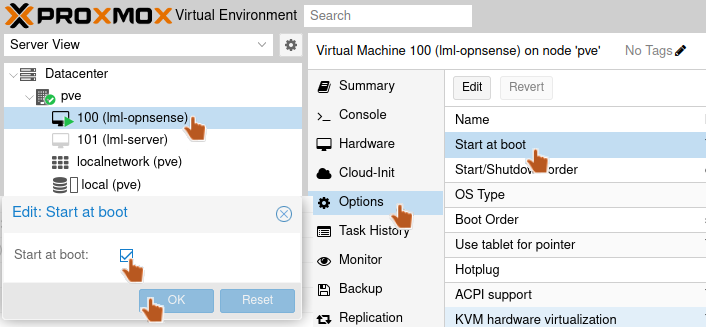 PROXMOX Virtual Environment Search
Server View
Datacenter
pve
100 (lml-opnsense)
101 (lml-server)
localnetwork (pve)
local (pve)
Edit: Start at boot
Start at boot:
OK Reset
Virtual Machine 100 (lml-opnsense) on node 'pve' No Tags
Summary
Console
Hardware
Cloud-Init
Options
Task History
Monitor
Backup
Replication
Edit Revert
Name
Start at boot
Start/Shutdown order
OS Type
Boot Order
Use tablet for pointer
Hotplug
ACPI support
KVM hardware virtualization